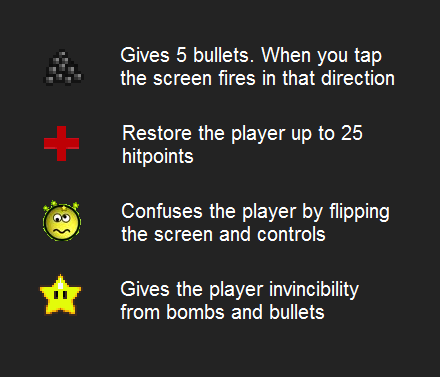 Gives 5 bullets. When you tap
the screen fires in that direction
Restore the player up to 25
hitpoints
Confuses the player by flipping
the screen and controls
Gives the player invincibility
from bombs and bullets